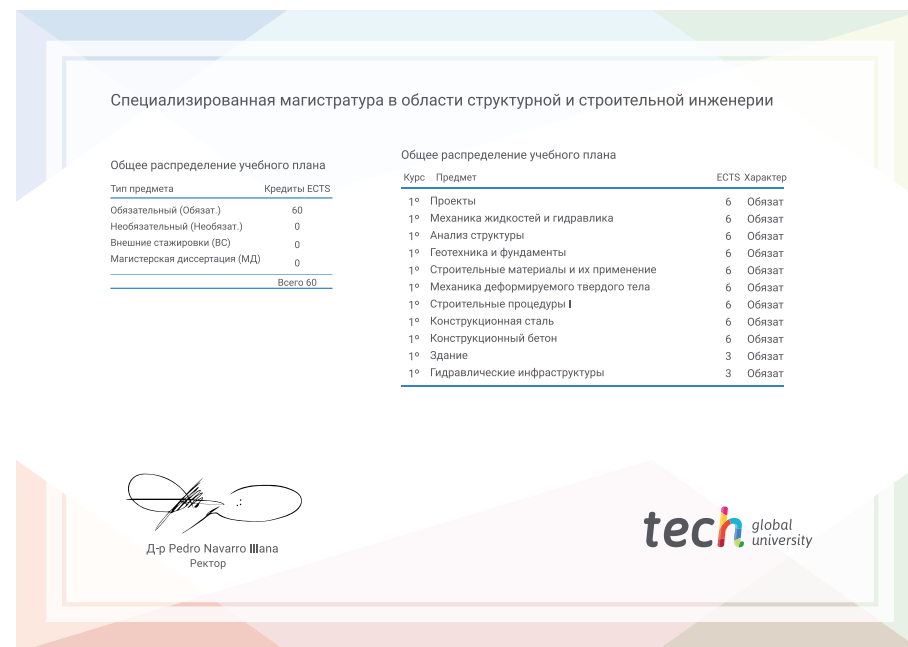 Специализированная магистратура в области структурной и строительной инженерии
Общее распределение учебного плана
Тип предмета Кредиты ECTS
Обязательный (Обязат.) 60
Необязательный (Необязат.) 0
Внешние стажировки (ВС) 0
Магистерская диссертация (МД) 0
Всего 60
Общее распределение учебного плана
Курс Предмет ECTS Характер
1º Проекты 6 Обязат
1º Механика жидкостей и гидравлика 6 Обязат
1º Анализ структуры 6 Обязат
1º Геотехника и фундаменты 6 Обязат
1º Строительные материалы и их применение 6 Обязат
1º Механика деформируемого твердого тела 6 Обязат
1º Строительные процедуры I 6 Обязат
1º Конструкционная сталь 6 Обязат
1º Конструкционный бетон 6 Обязат
1º Здание 3 Обязат
1º Гидравлические инфраструктуры 3 Обязат
Д-р Pedro Navarro Illana
Ректор
tech global
university